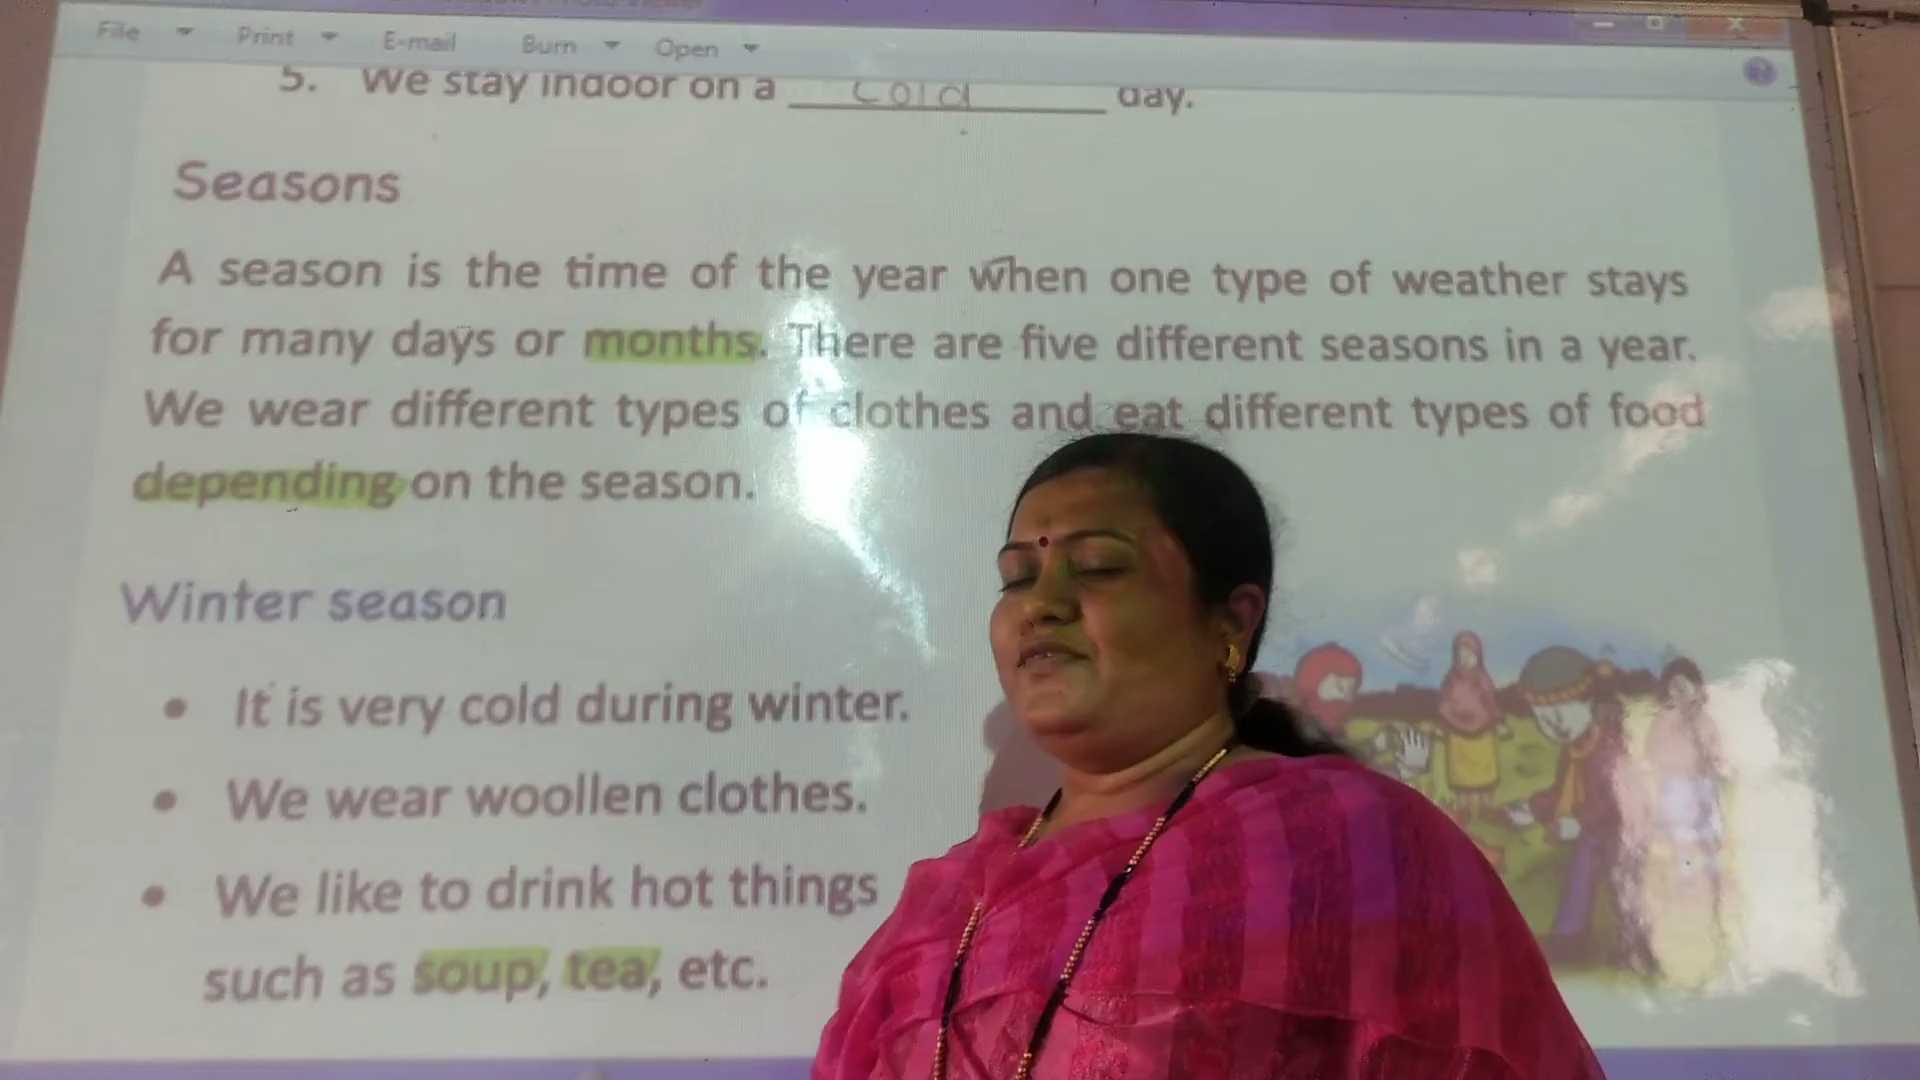 File Print E-mail Burn Open
5. We stay indoor on a cold day.
Seasons
A season is the time of the year when one type of weather stays
for many days or months. There are five different seasons in a year.
We wear different types of clothes and eat different types of food
depending on the season.
Winter season
• It is very cold during winter.
• We wear woollen clothes.
• We like to drink hot things
such as soup, tea, etc.